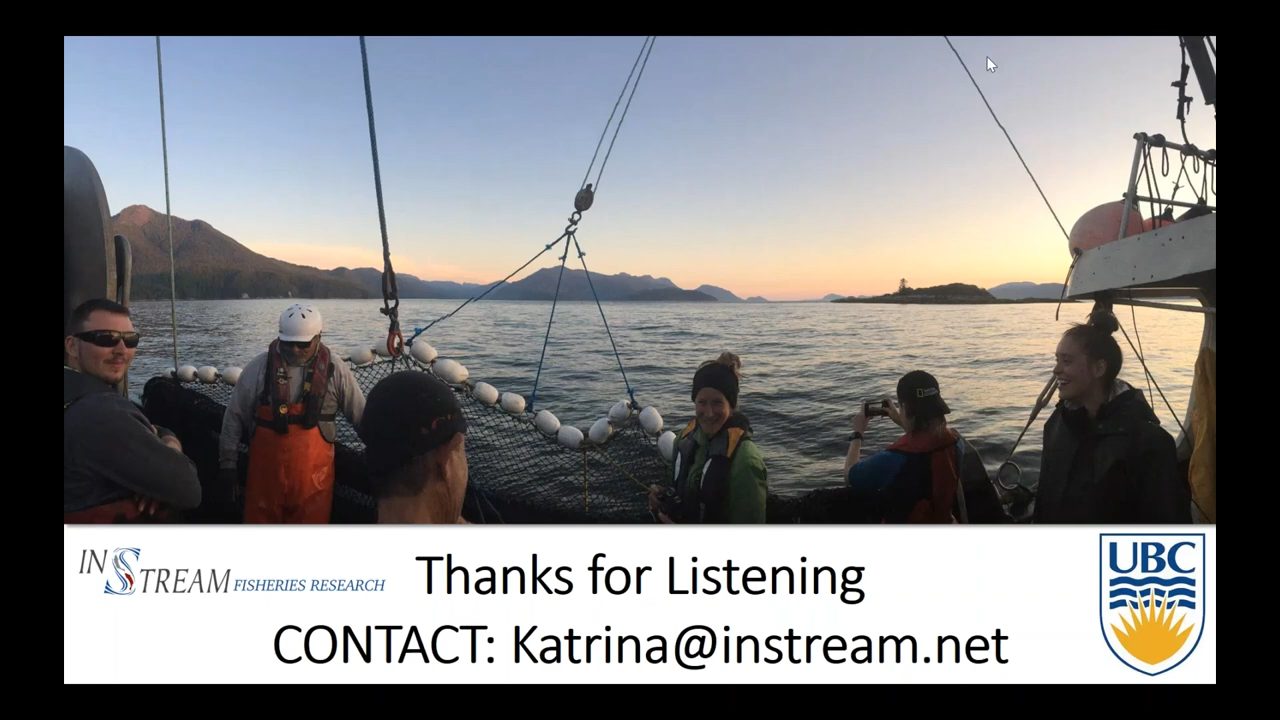 INSTREAM FISHERIES RESEARCH
Thanks for Listening
CONTACT: Katrina@instream.net
UBC